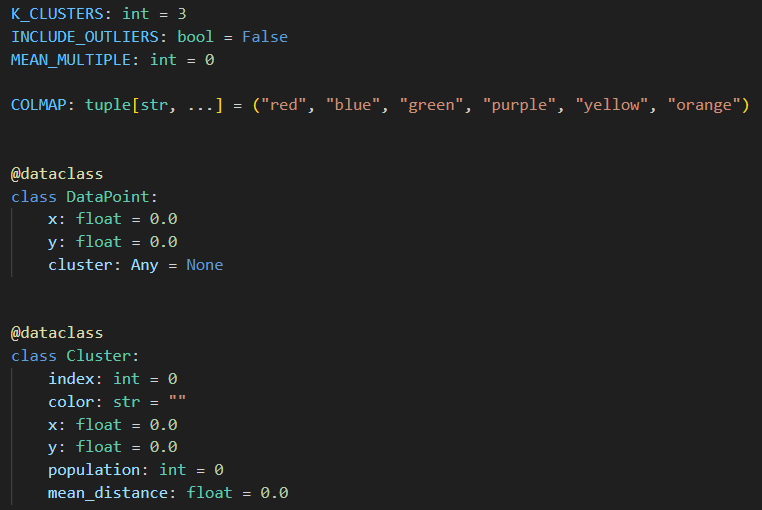 K_CLUSTERS: int = 3
INCLUDE_OUTLIERS: bool = False
MEAN_MULTIPLE: int = 0
COLMAP: tuple[str, ...] = ("red", "blue", "green", "purple", "yellow", "orange")
@dataclass
class DataPoint:
    x: float = 0.0
    y: float = 0.0
    cluster: Any = None
@dataclass
class Cluster:
    index: int = 0
    color: str = ""
    x: float = 0.0
    y: float = 0.0
    population: int = 0
    mean_distance: float = 0.0